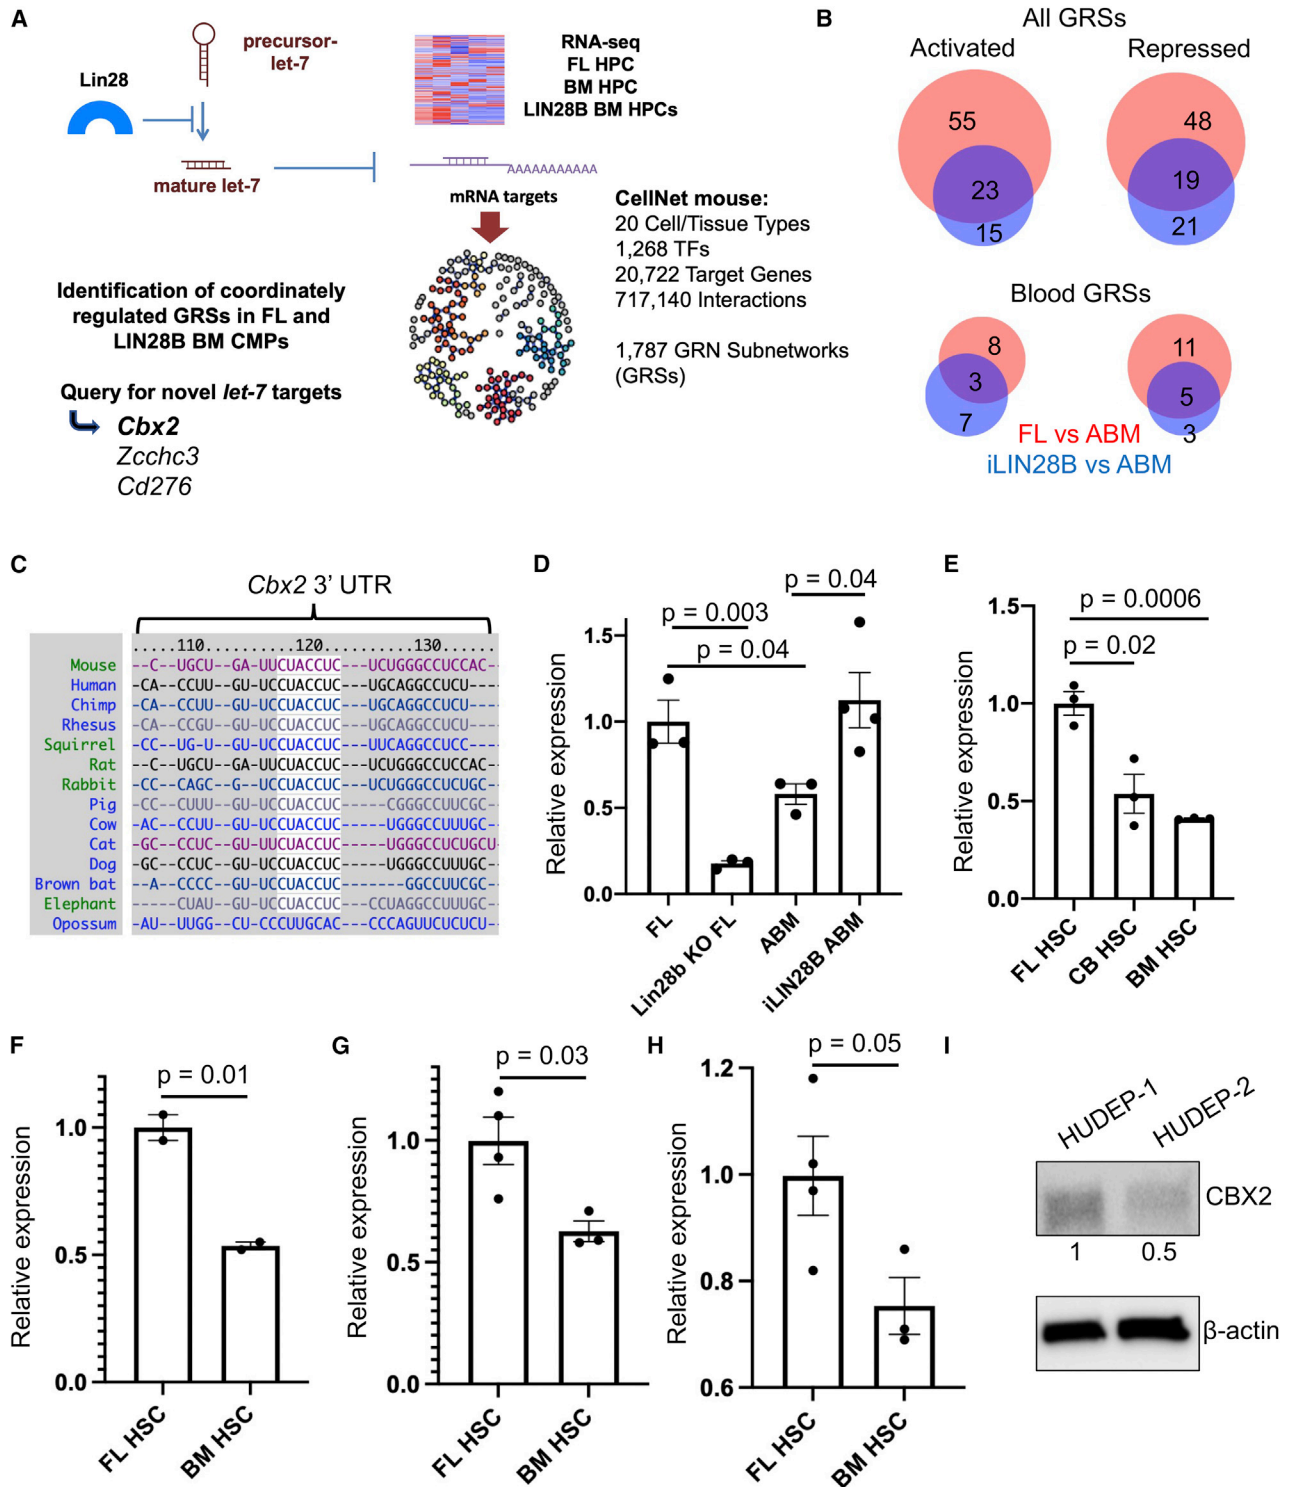 A
Lin28
precursor-
let-7
mature let-7
RNA-seq
FL HPC
BM HPC
LIN28B BM HPCs
AAAAAAAAAAA
mRNA targets
CellNet mouse:
20 Cell/Tissue Types
1,268 TFs
20,722 Target Genes
717,140 Interactions
1,787 GRN Subnetworks
(GRSs)
Identification of coordinately
regulated GRSs in FL and
LIN28B BM CMPs
Query for novel let-7 targets
Cbx2
Zcchc3
Cd276
B
All GRSs
Activated
Repressed
55
23
15
48
19
21
Blood GRSs
8
3
7
11
5
3
FL vs ABM
iLIN28B vs ABM
C
Cbx2 3' UTR
.....110.........120.........130.....
Mouse --C--UGCU--GA-UUCUACCUC---UCUGGGCCUCCAC-
Human -CA--CCUU--GU-UCCUACCUC---UGCAGGCCUCU----
Chimp -CA--CCUU--GU-UCCUACCUC---UGCAGGCCUCU----
Rhesus -CA--CCGU--GU-UCCUACCUC---UGCAGGCCUCU----
Squirrel -CC--UG-U--GU-UCCUACCUC---UUCAGGCCUCC----
Rat --C--UGCU--GA-UUCUACCUC---UCUGGGCCUCCAC-
Rabbit -CC--CAGC--G--UCCUACCUC---UCUGGGCCUCUGC-
Pig -CC--CUUU--GU-UCCUACCUC-----CGGGCCUUCGC-
Cow -AC--CCUU--GU-UCCUACCUC-----UGGGCCUUUGC-
Cat -GC--CCUC--GU-UCCUACCUC-----UGGGCCUCUGCU
Dog -GC--CCUC--GU-UCCUACCUC-----UGGGCCUUUGC-
Brown bat --A--CCCC--GU-UCCUACCUC-------GGCCUUCGC-
Elephant -----CUAU--GU-UCCUACCUC---CCUAGGCCUUUGC-
Opossum -AU--UUGG--CU-CCCUUGCAC---CCCAGUUCUCUCU-
D
Relative expression
1.5
1.0
0.5
0.0
p = 0.04
p = 0.003
p = 0.04
FL
Lin28b KO FL
ABM
iLIN28B ABM
E
Relative expression
1.5
1.0
0.5
0.0
p = 0.0006
p = 0.02
FL HSC
CB HSC
BM HSC
F
Relative expression
1.0
0.5
0.0
p = 0.01
FL HSC
BM HSC
G
Relative expression
1.0
0.5
0.0
p = 0.03
FL HSC
BM HSC
H
Relative expression
1.2
1.0
0.8
0.6
p = 0.05
FL HSC
BM HSC
I
HUDEP-1
HUDEP-2
CBX2
1
0.5
β-actin